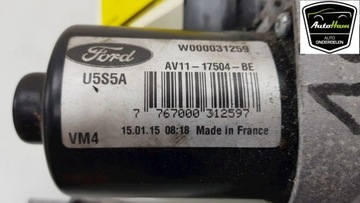 Ford
W000031259
AV11-17504-BE
U5S5A
7 767000 312597
VM4
15.01.15 08:18 Made in France
AutoHam
AUTO
ONDERDELEN